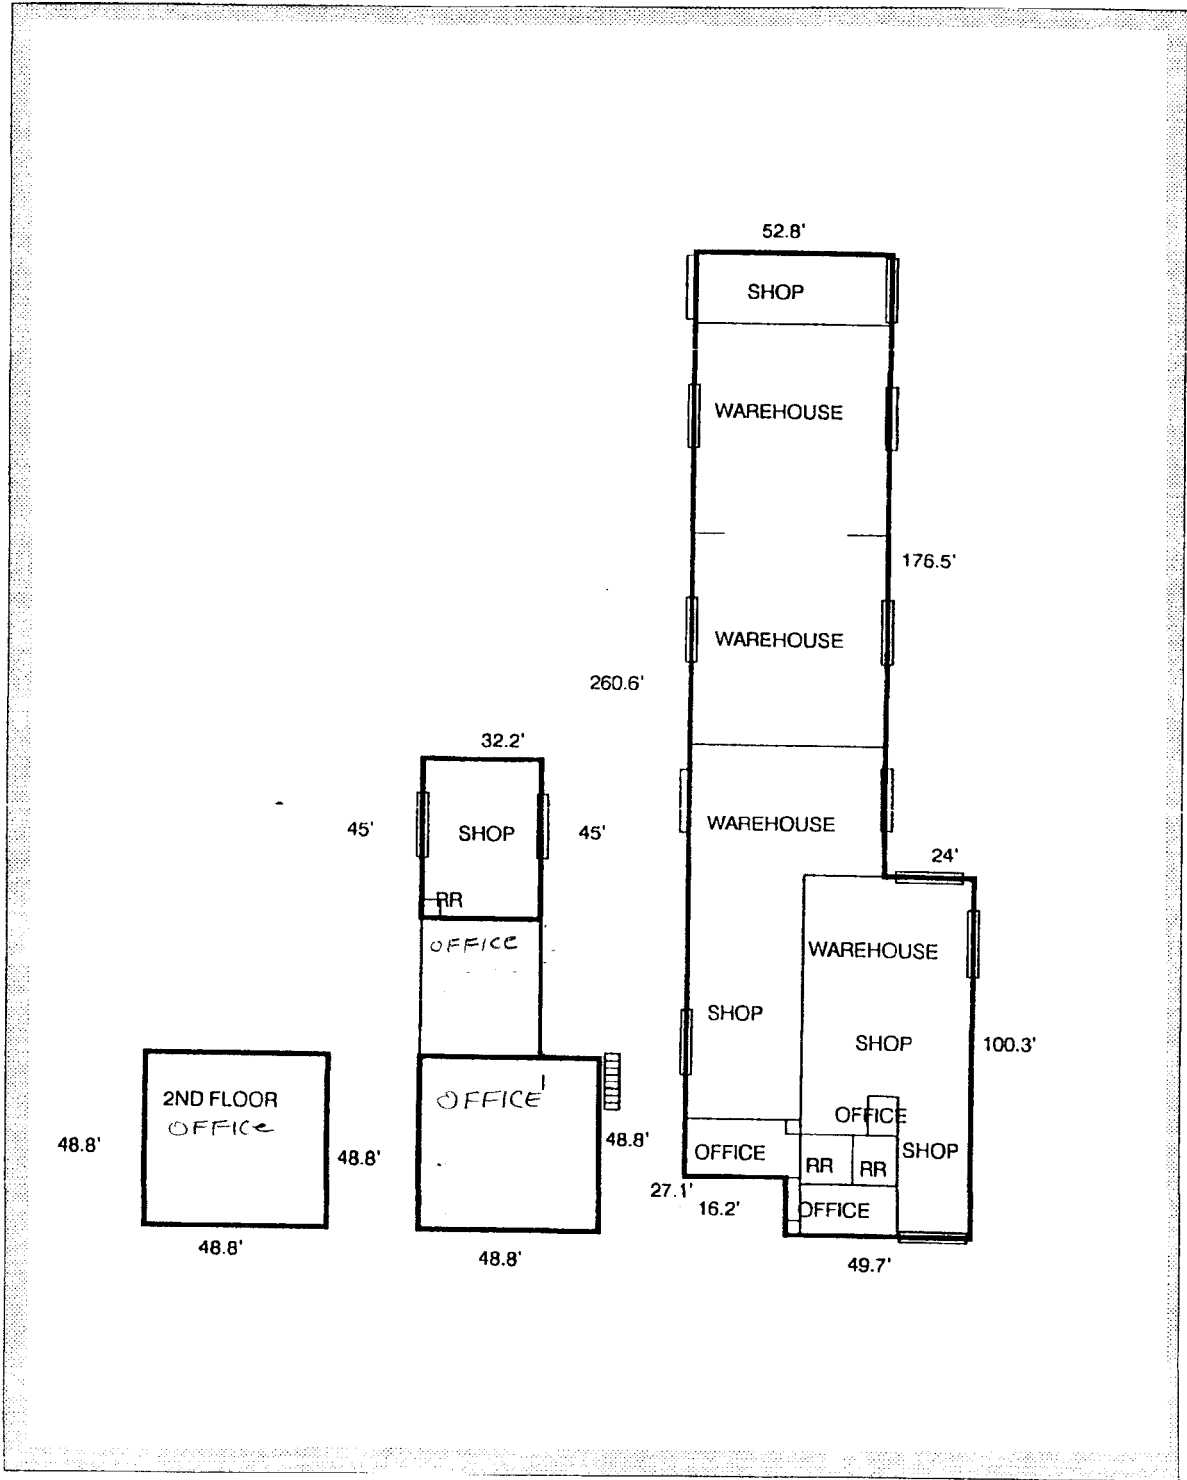 52.8'
SHOP
WAREHOUSE
176.5'
WAREHOUSE
260.6'
32.2'
45'
SHOP
45'
WAREHOUSE
24'
RR
OFFICE
WAREHOUSE
SHOP
SHOP
100.3'
2ND FLOOR
OFFICE
OFFICE
OFFICE
48.8'
48.8'
48.8'
OFFICE
RR
RR
SHOP
27.1'
16.2'
OFFICE
48.8'
48.8'
49.7'